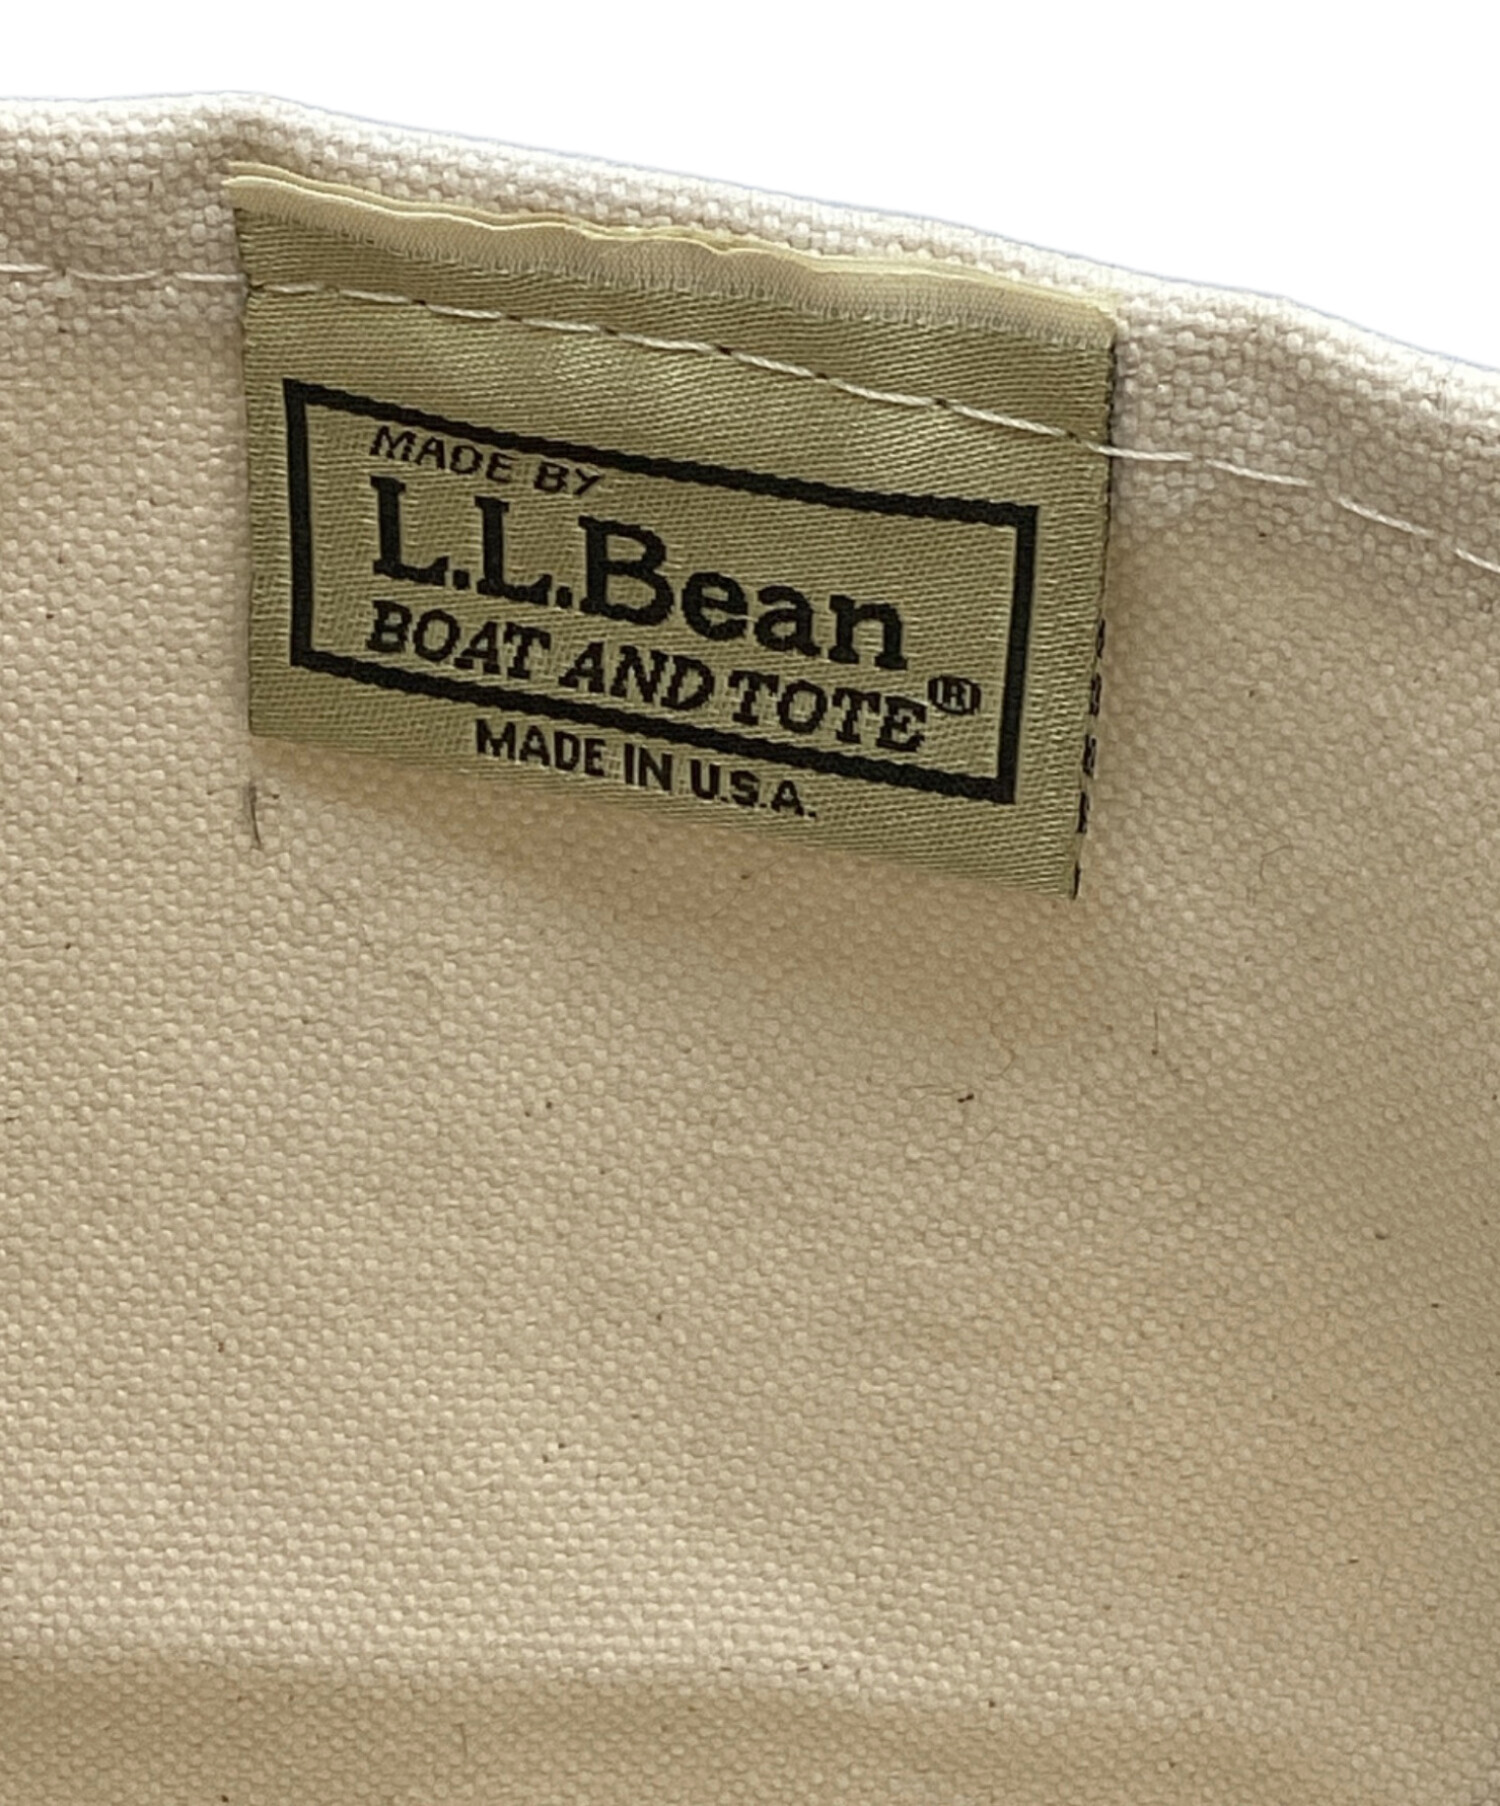 MADE BY
L.L.Bean
BOAT AND TOTE®
MADE IN U.S.A.